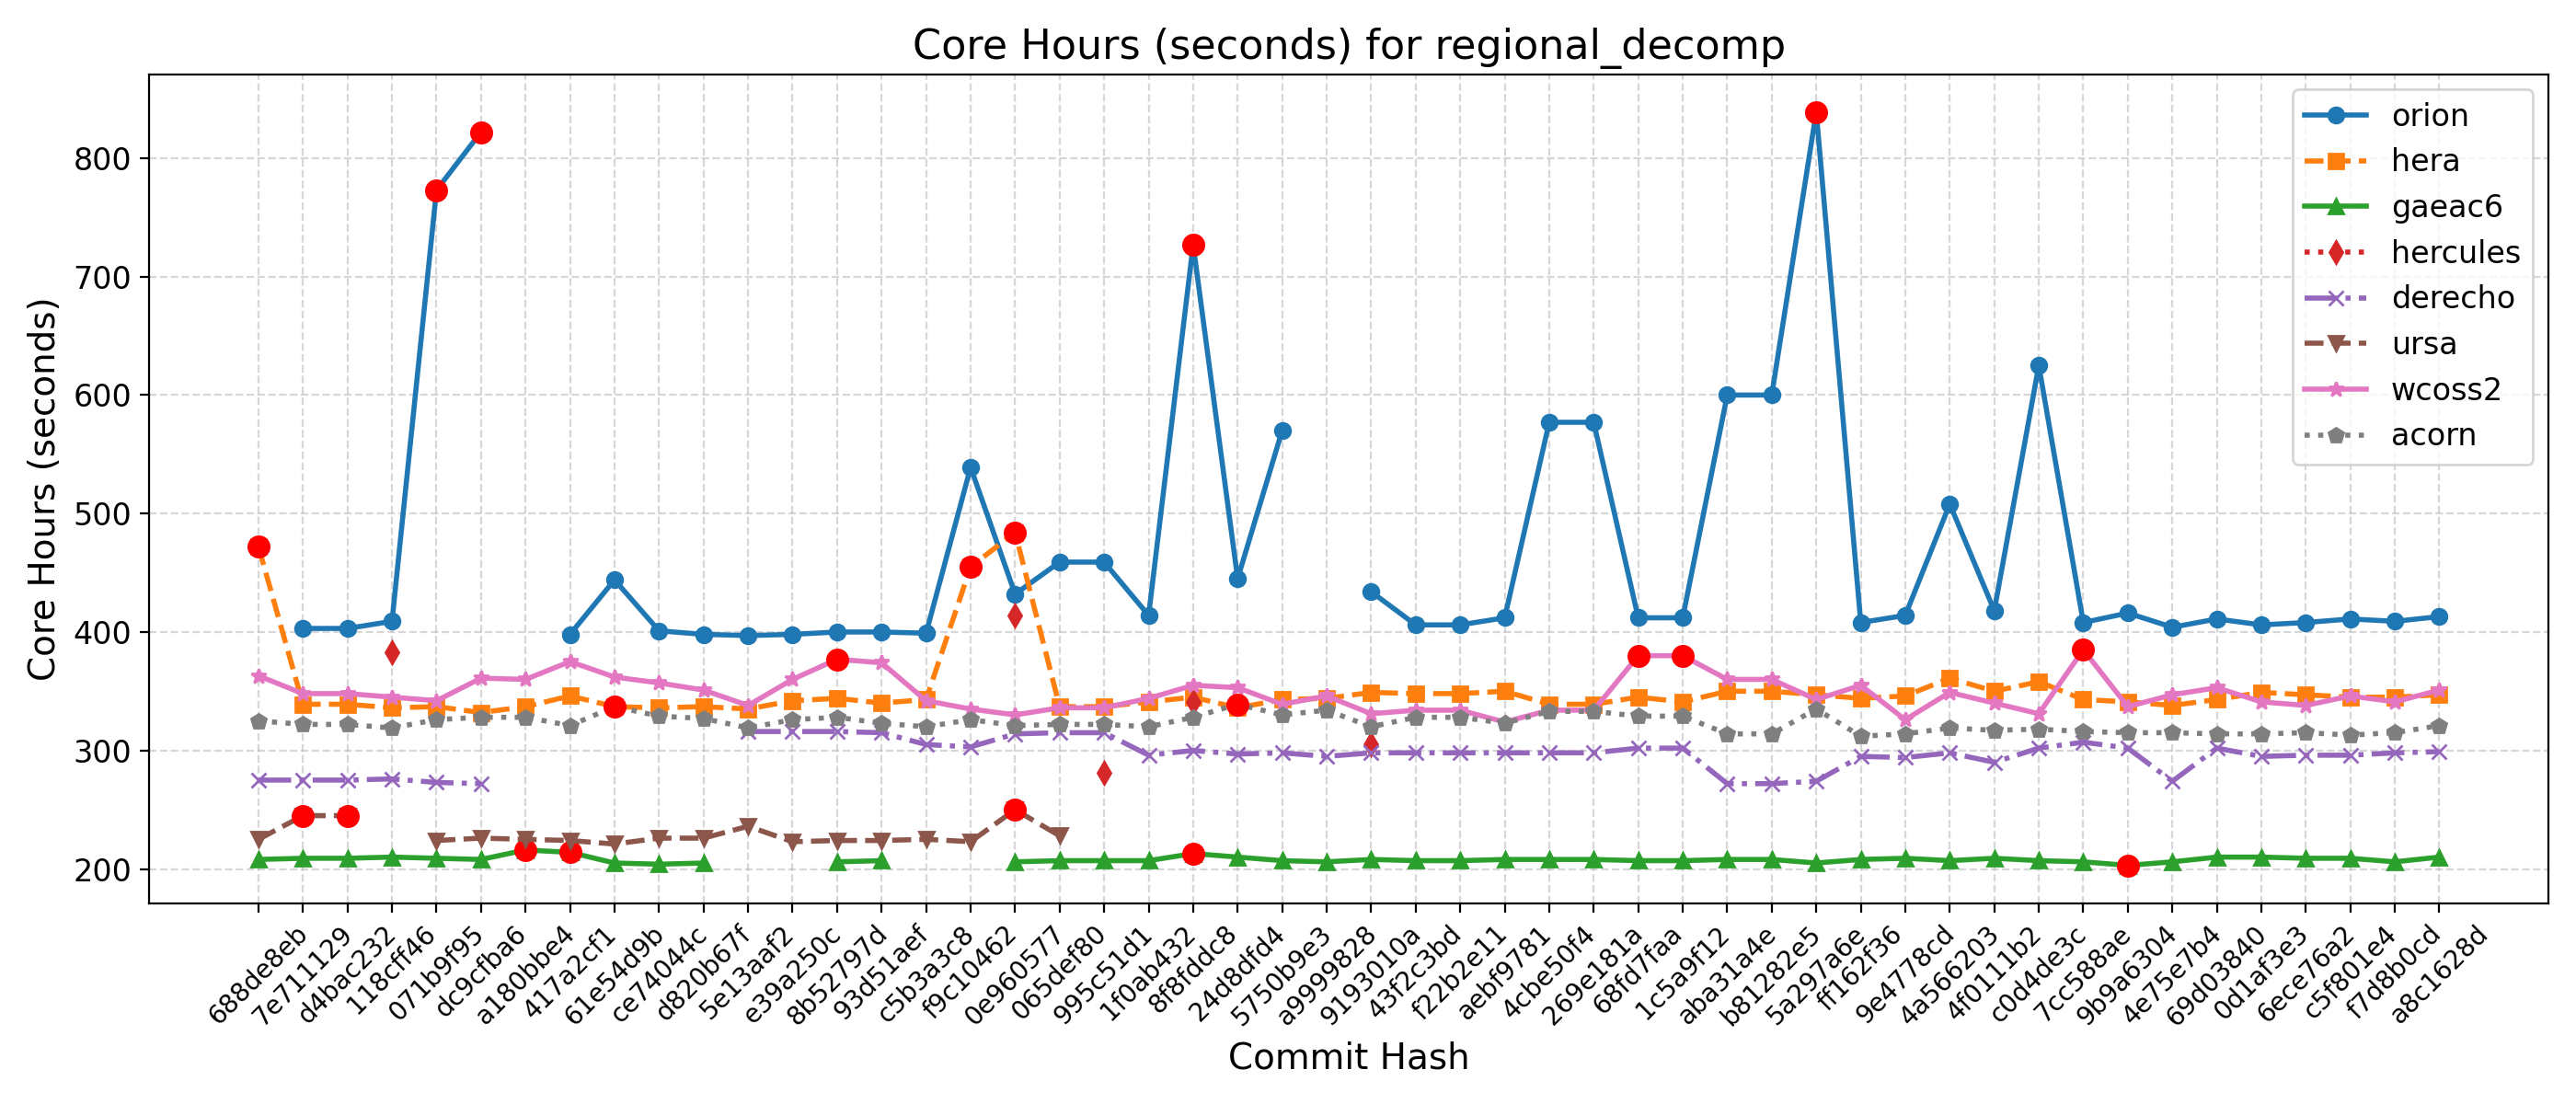 Core Hours (seconds) for regional_decomp
Core Hours (seconds)
800
700
600
500
400
300
200
orion
hera
gaeac6
hercules
derecho
ursa
wcoss2
acorn
688de8eb
7e711129
d4bac232
118cff46
071b9f95
dc9cfba6
a180bbe4
417a2cf1
61e54d9b
ce74044c
d820b67f
5e13aaf2
e39a250c
8b52797d
93d51aef
c5b3a3c8
f9c10462
0e960577
065def80
995c51d1
1f0ab432
8f8fddc8
24d8dfd4
5750b9e3
a9999828
9193010a
43f2c3bd
f22b2e11
aebf9781
4cbe50f4
269e181a
68fd7faa
1c5a9f12
aba31a4e
b81282e5
5a297a6e
ff162f36
9e4778cd
4a566203
4f0111b2
c0d4de3c
7cc588ae
9b9a6304
4e75e7b4
69d03840
0d1af3e3
6ece76a2
c5f801e4
f7d8b0cd
a8c1628d
Commit Hash